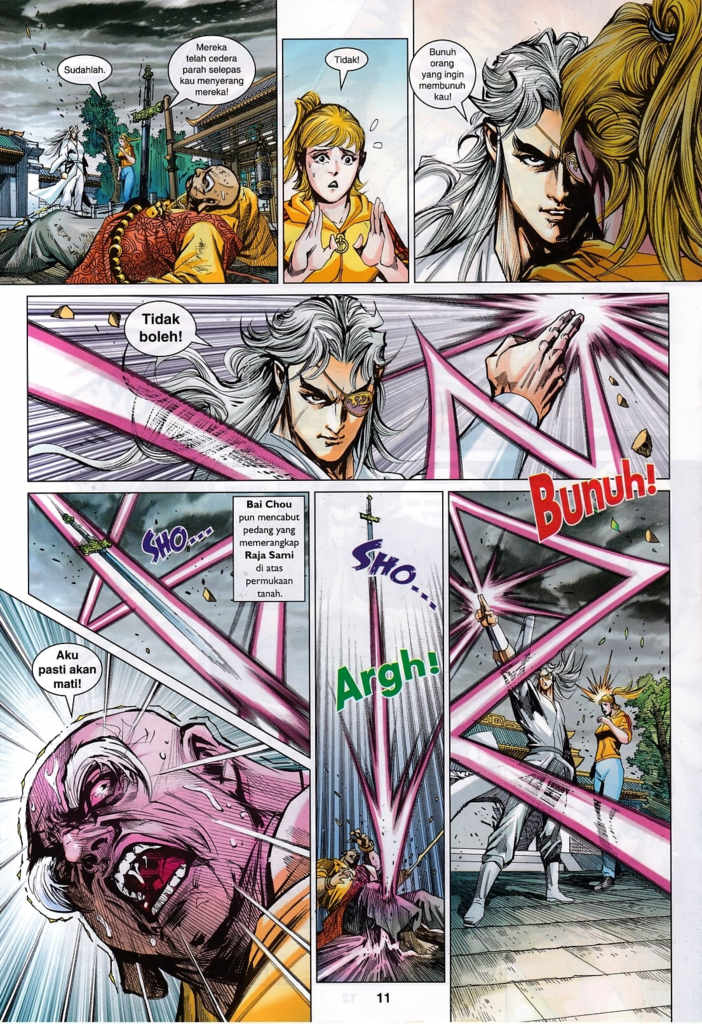 Sudahlah.
Mereka
telah cedera
parah selepas
kau menyerang
mereka!
Tidak!
Bunuh
orang
yang ingin
membunuh
kau!
Tidak
boleh!
BUNUH!
SHO...
Bai Chou
pun mencabut
pedang yang
memerangkap
Raja Sami
di atas
permukaan
tanah.
SHO...
ARGH!
Aku
pasti akan
mati!
11